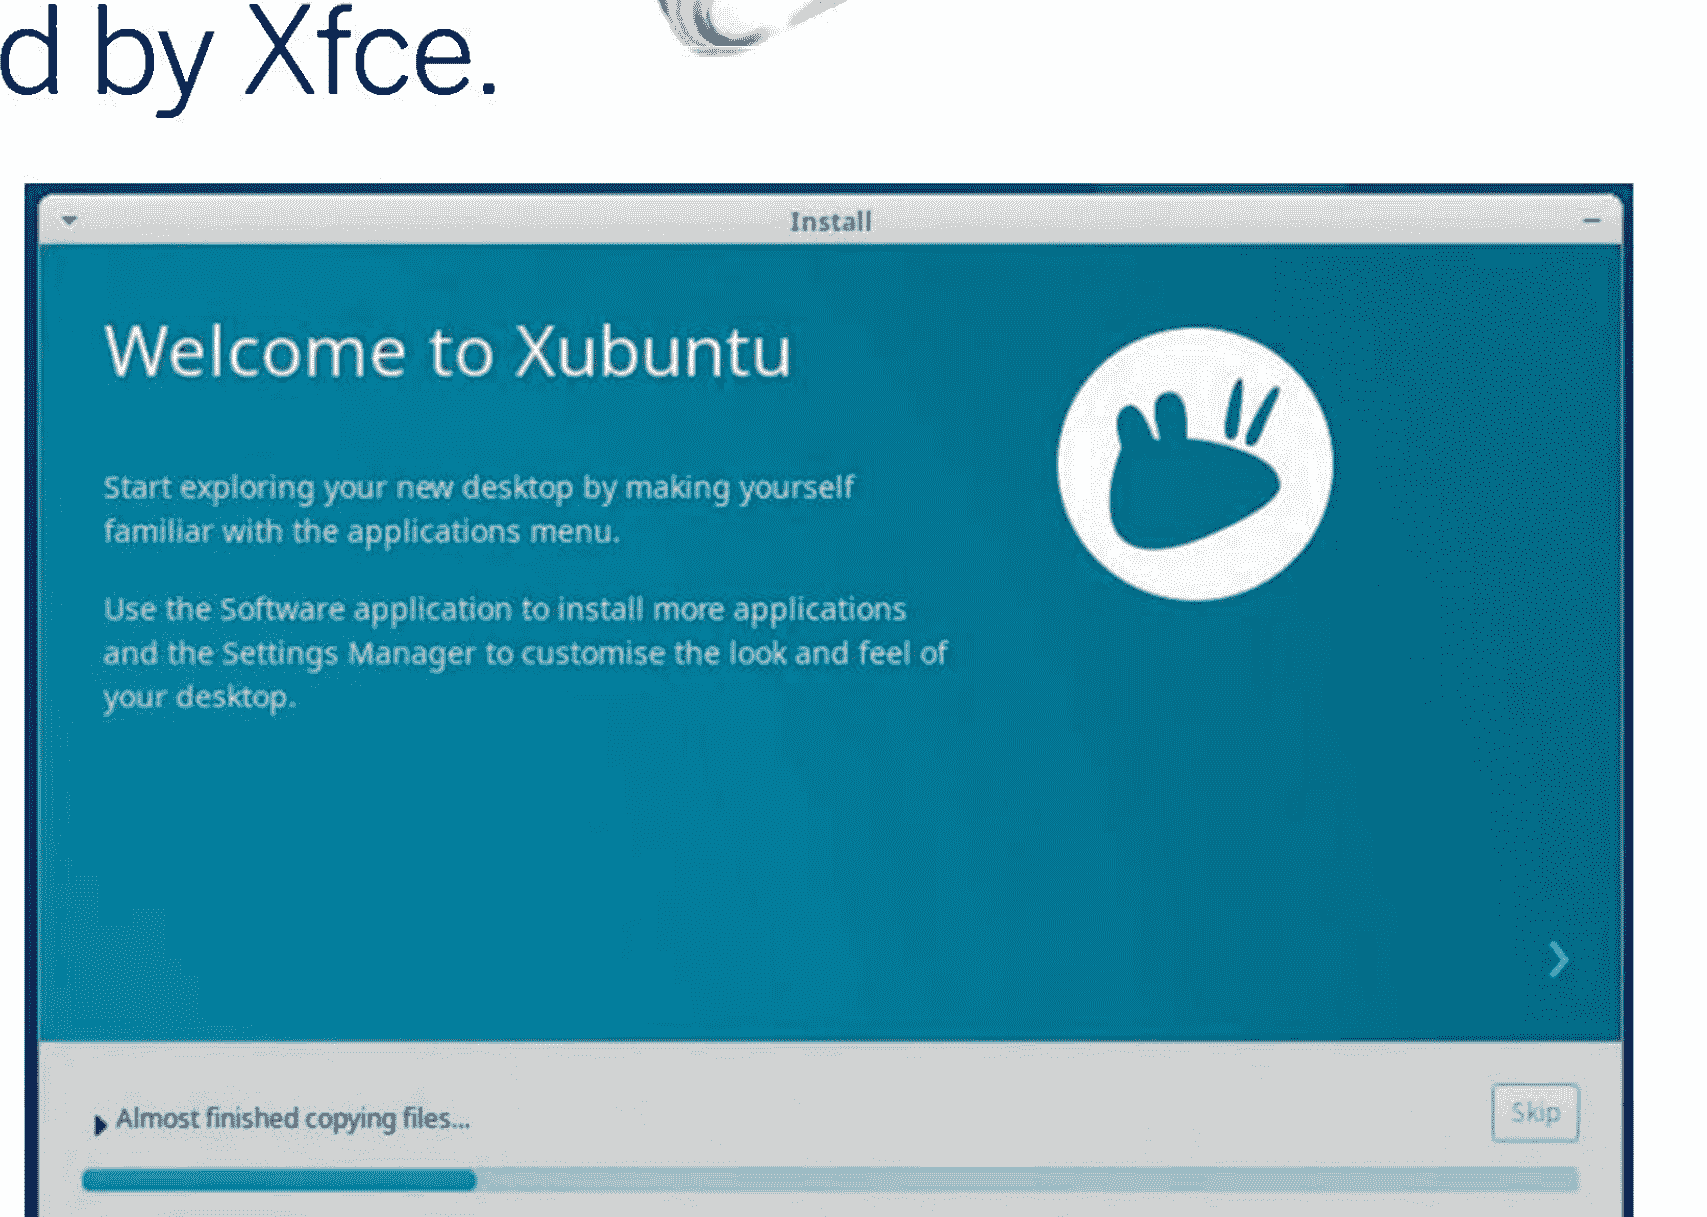 d by Xfce.
Install
Welcome to Xubuntu
Start exploring your new desktop by making yourself
familiar with the applications menu.
Use the Software application to install more applications
and the Settings Manager to customise the look and feel of
your desktop.
Almost finished copying files...
Skip